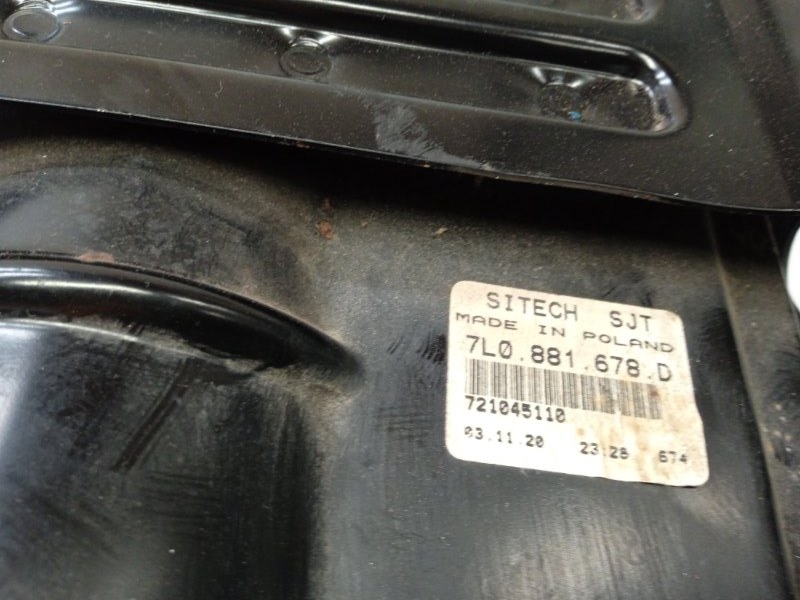 SITECH SJT
MADE IN POLAND
7L0.881.678.D
721045110
03.11.20 23:28 674